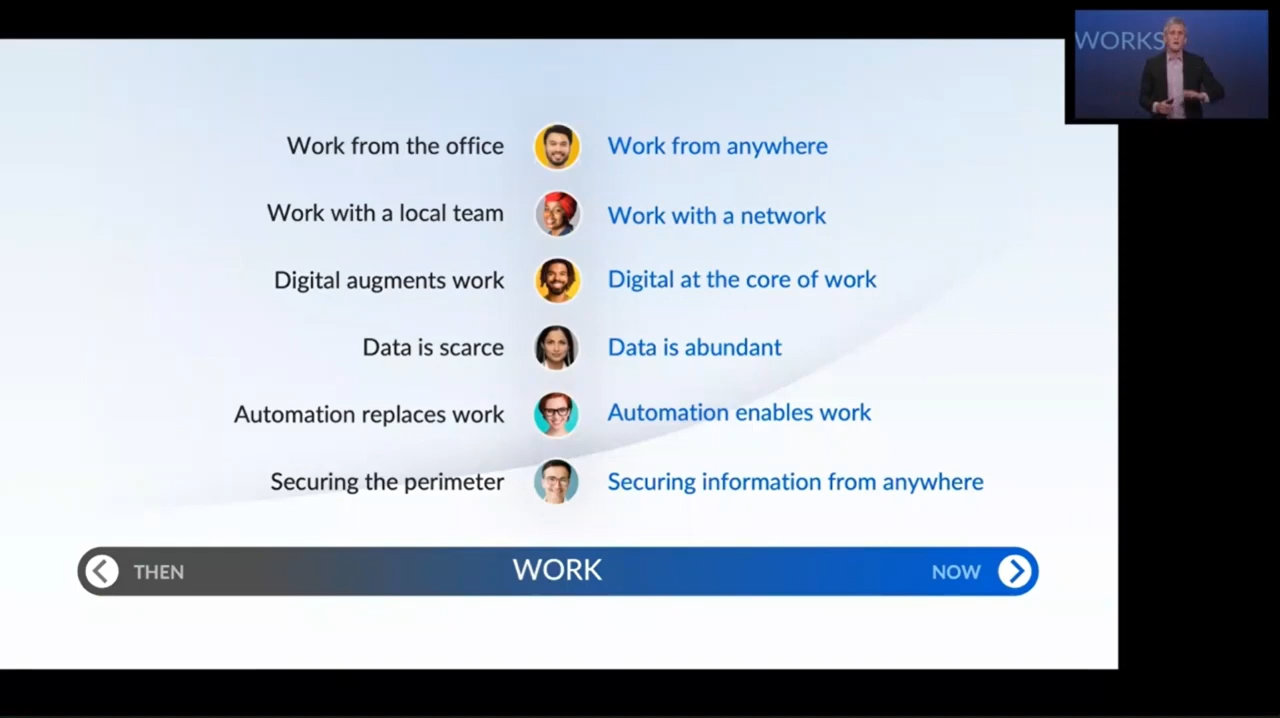 WORKS
Work from the office
Work from anywhere
Work with a local team
Work with a network
Digital augments work
Digital at the core of work
Data is scarce
Data is abundant
Automation replaces work
Automation enables work
Securing the perimeter
Securing information from anywhere
THEN
WORK
NOW